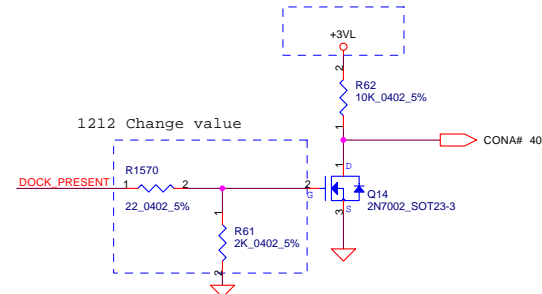 +3VL
2
R62
10K_0402_5%
1
1212 Change value
CONA# 40
R1570
DOCK_PRESENT
1
2
22_0402_5%
2
G
1
D
Q14
2N7002_SOT23-3
S
3
1
R61
2K_0402_5%
2